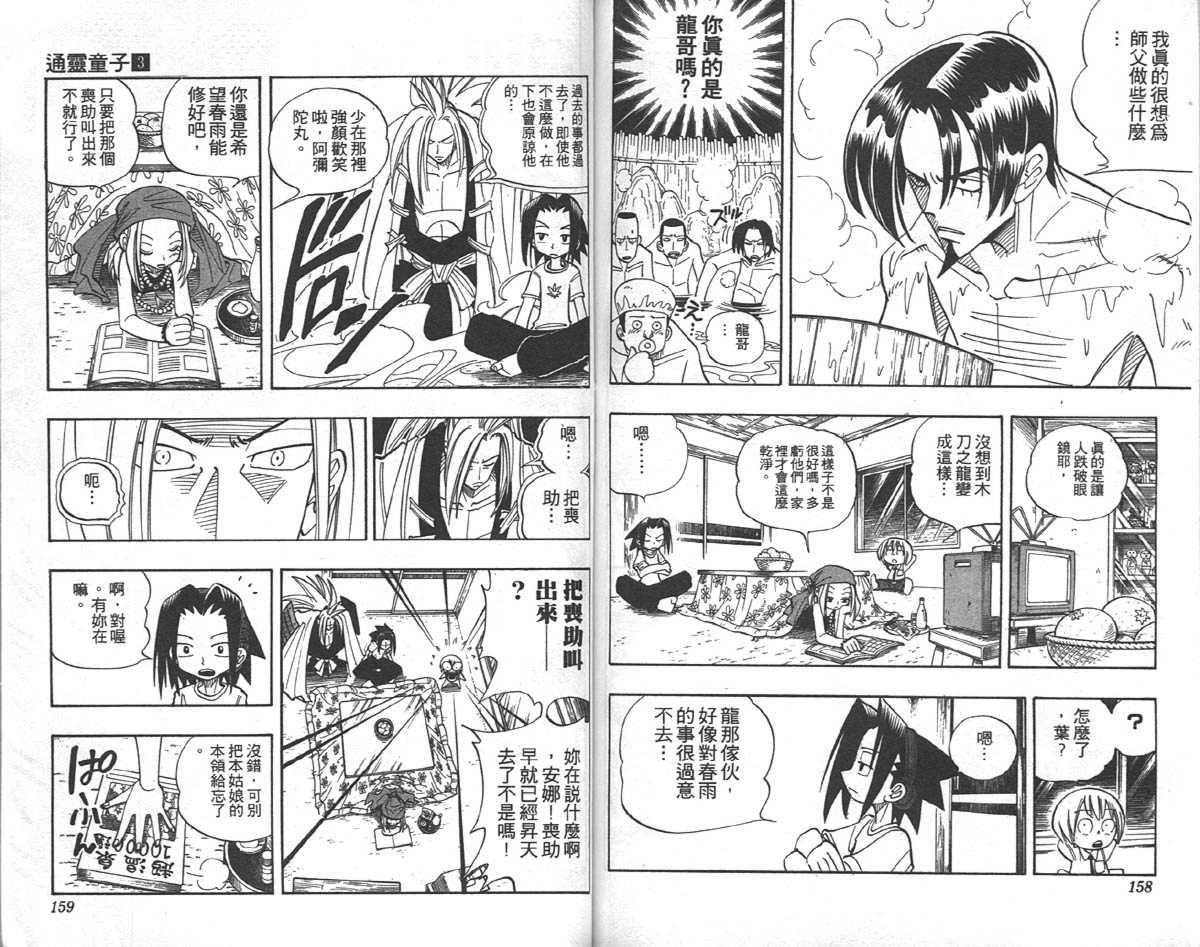 我真的很想為
師父做些什麼
…
你真的是
龍哥嗎？
ズル
龍哥
…
え…
真的是讓
人跌破眼
鏡耶，
沒想到木
刀之龍變
成這樣…
這樣子不是
很好嗎，多
虧他們，家
裡才會這麼
乾淨。
嗯……
？
怎麼了
，葉？
嗯…
龍那傢伙，
好像對春雨
的事很過意
不去…
158
通靈童子3
過去的事都過
去了，即使他
不這麼做，在
下也會原諒他
的…
少在那裡
強顏歡笑
啦，阿彌
陀丸。
ドロン
你還是希
望春雨能
修好吧，
只要把那個
喪助叫出來
不就行了。
嗯…
把喪
助…
呃…
把喪助叫
出來——
？
妳在説什麼啊
，安娜！喪助
早就已經昇天
去了不是嗎！
啊，對喔
。有妳在
嘛。
沒錯，可別
把本姑娘的
本領給忘了
。
ぱふん
159